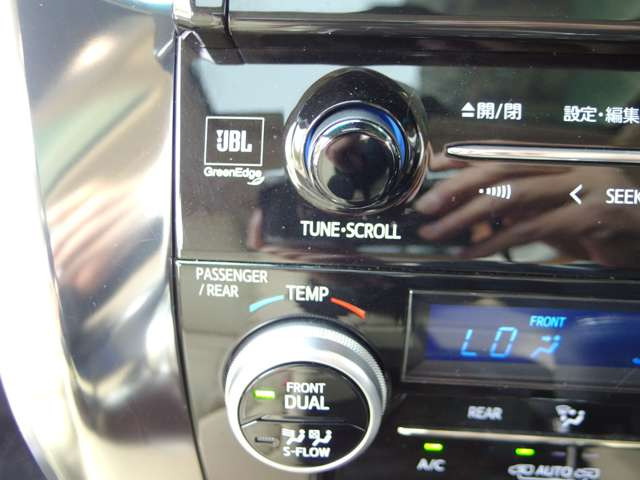 ▲開/閉
設定・編集
JBL
GreenEdge
< SEEK
TUNE・SCROLL
PASSENGER
/ REAR
TEMP
FRONT
LO
FRONT
DUAL
S-FLOW
REAR
A/C
AUTO